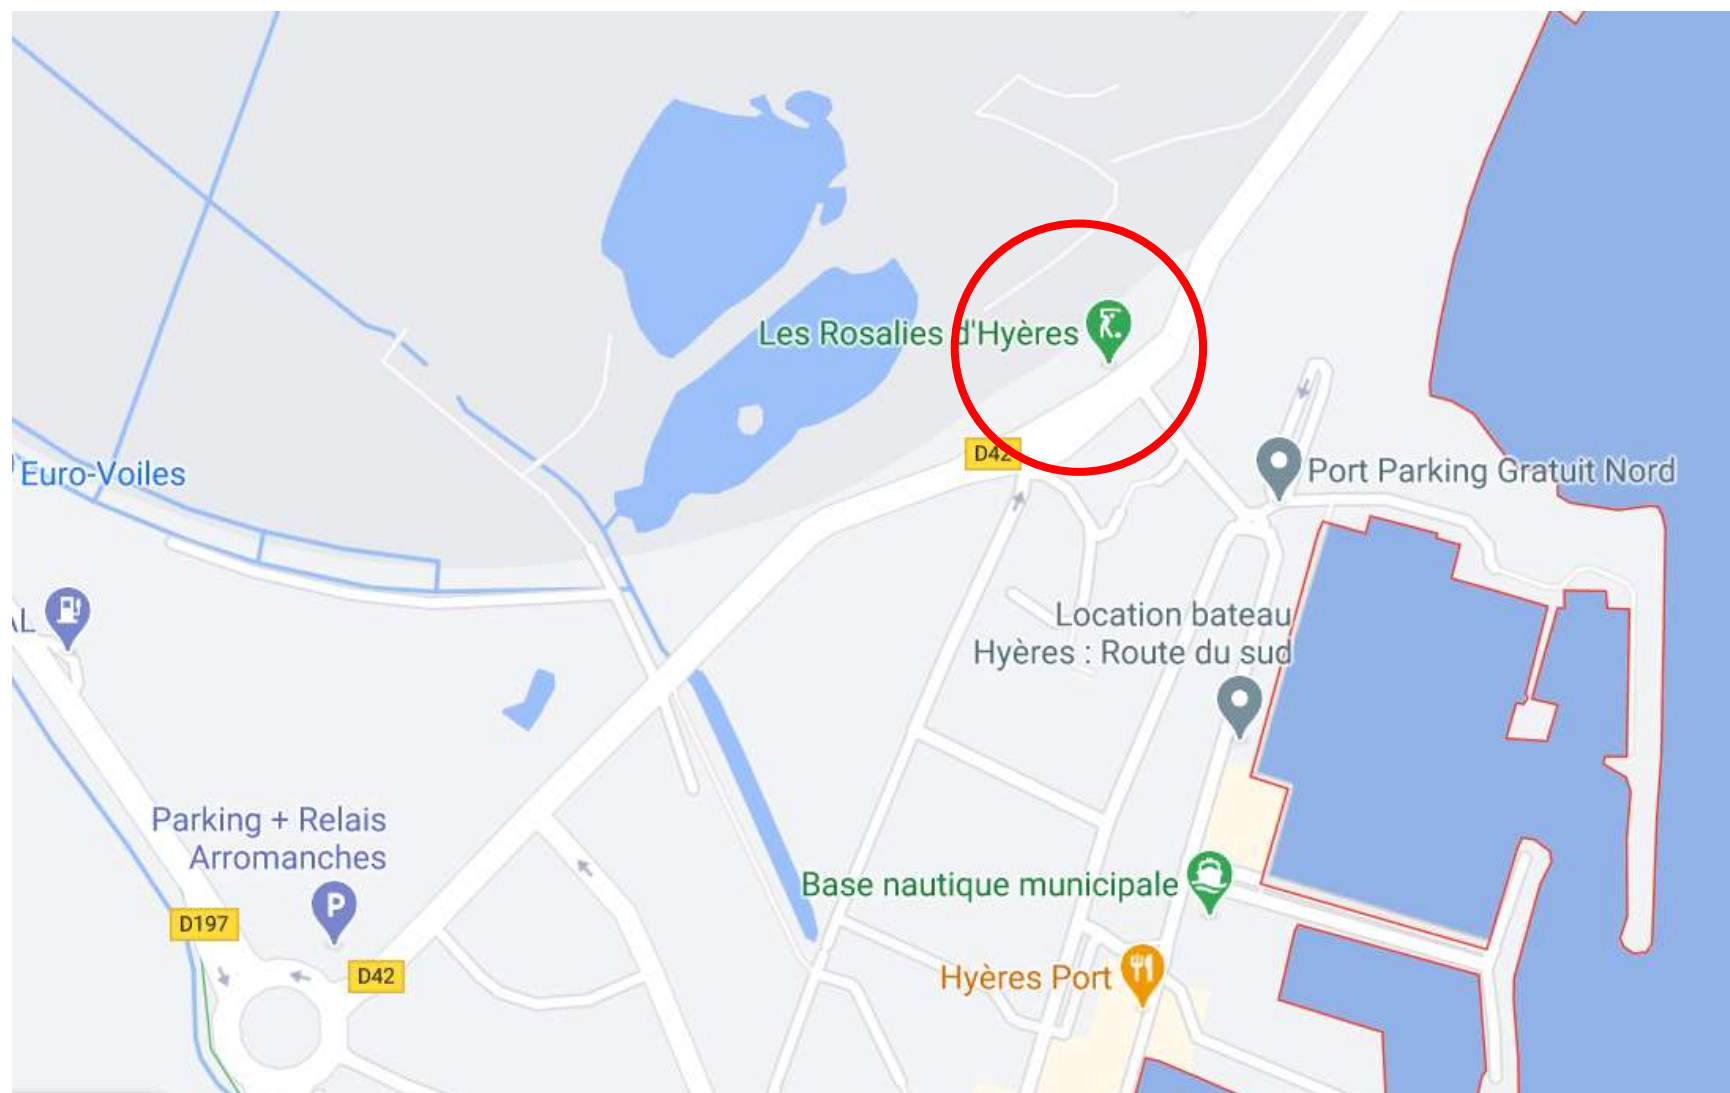 Les Rosalies d'Hyères
D42
Euro-Voiles
Port Parking Gratuit Nord
AL
Location bateau
Hyères : Route du sud
Parking + Relais
Arromanches
P
Base nautique municipale
D197
D42
Hyères Port